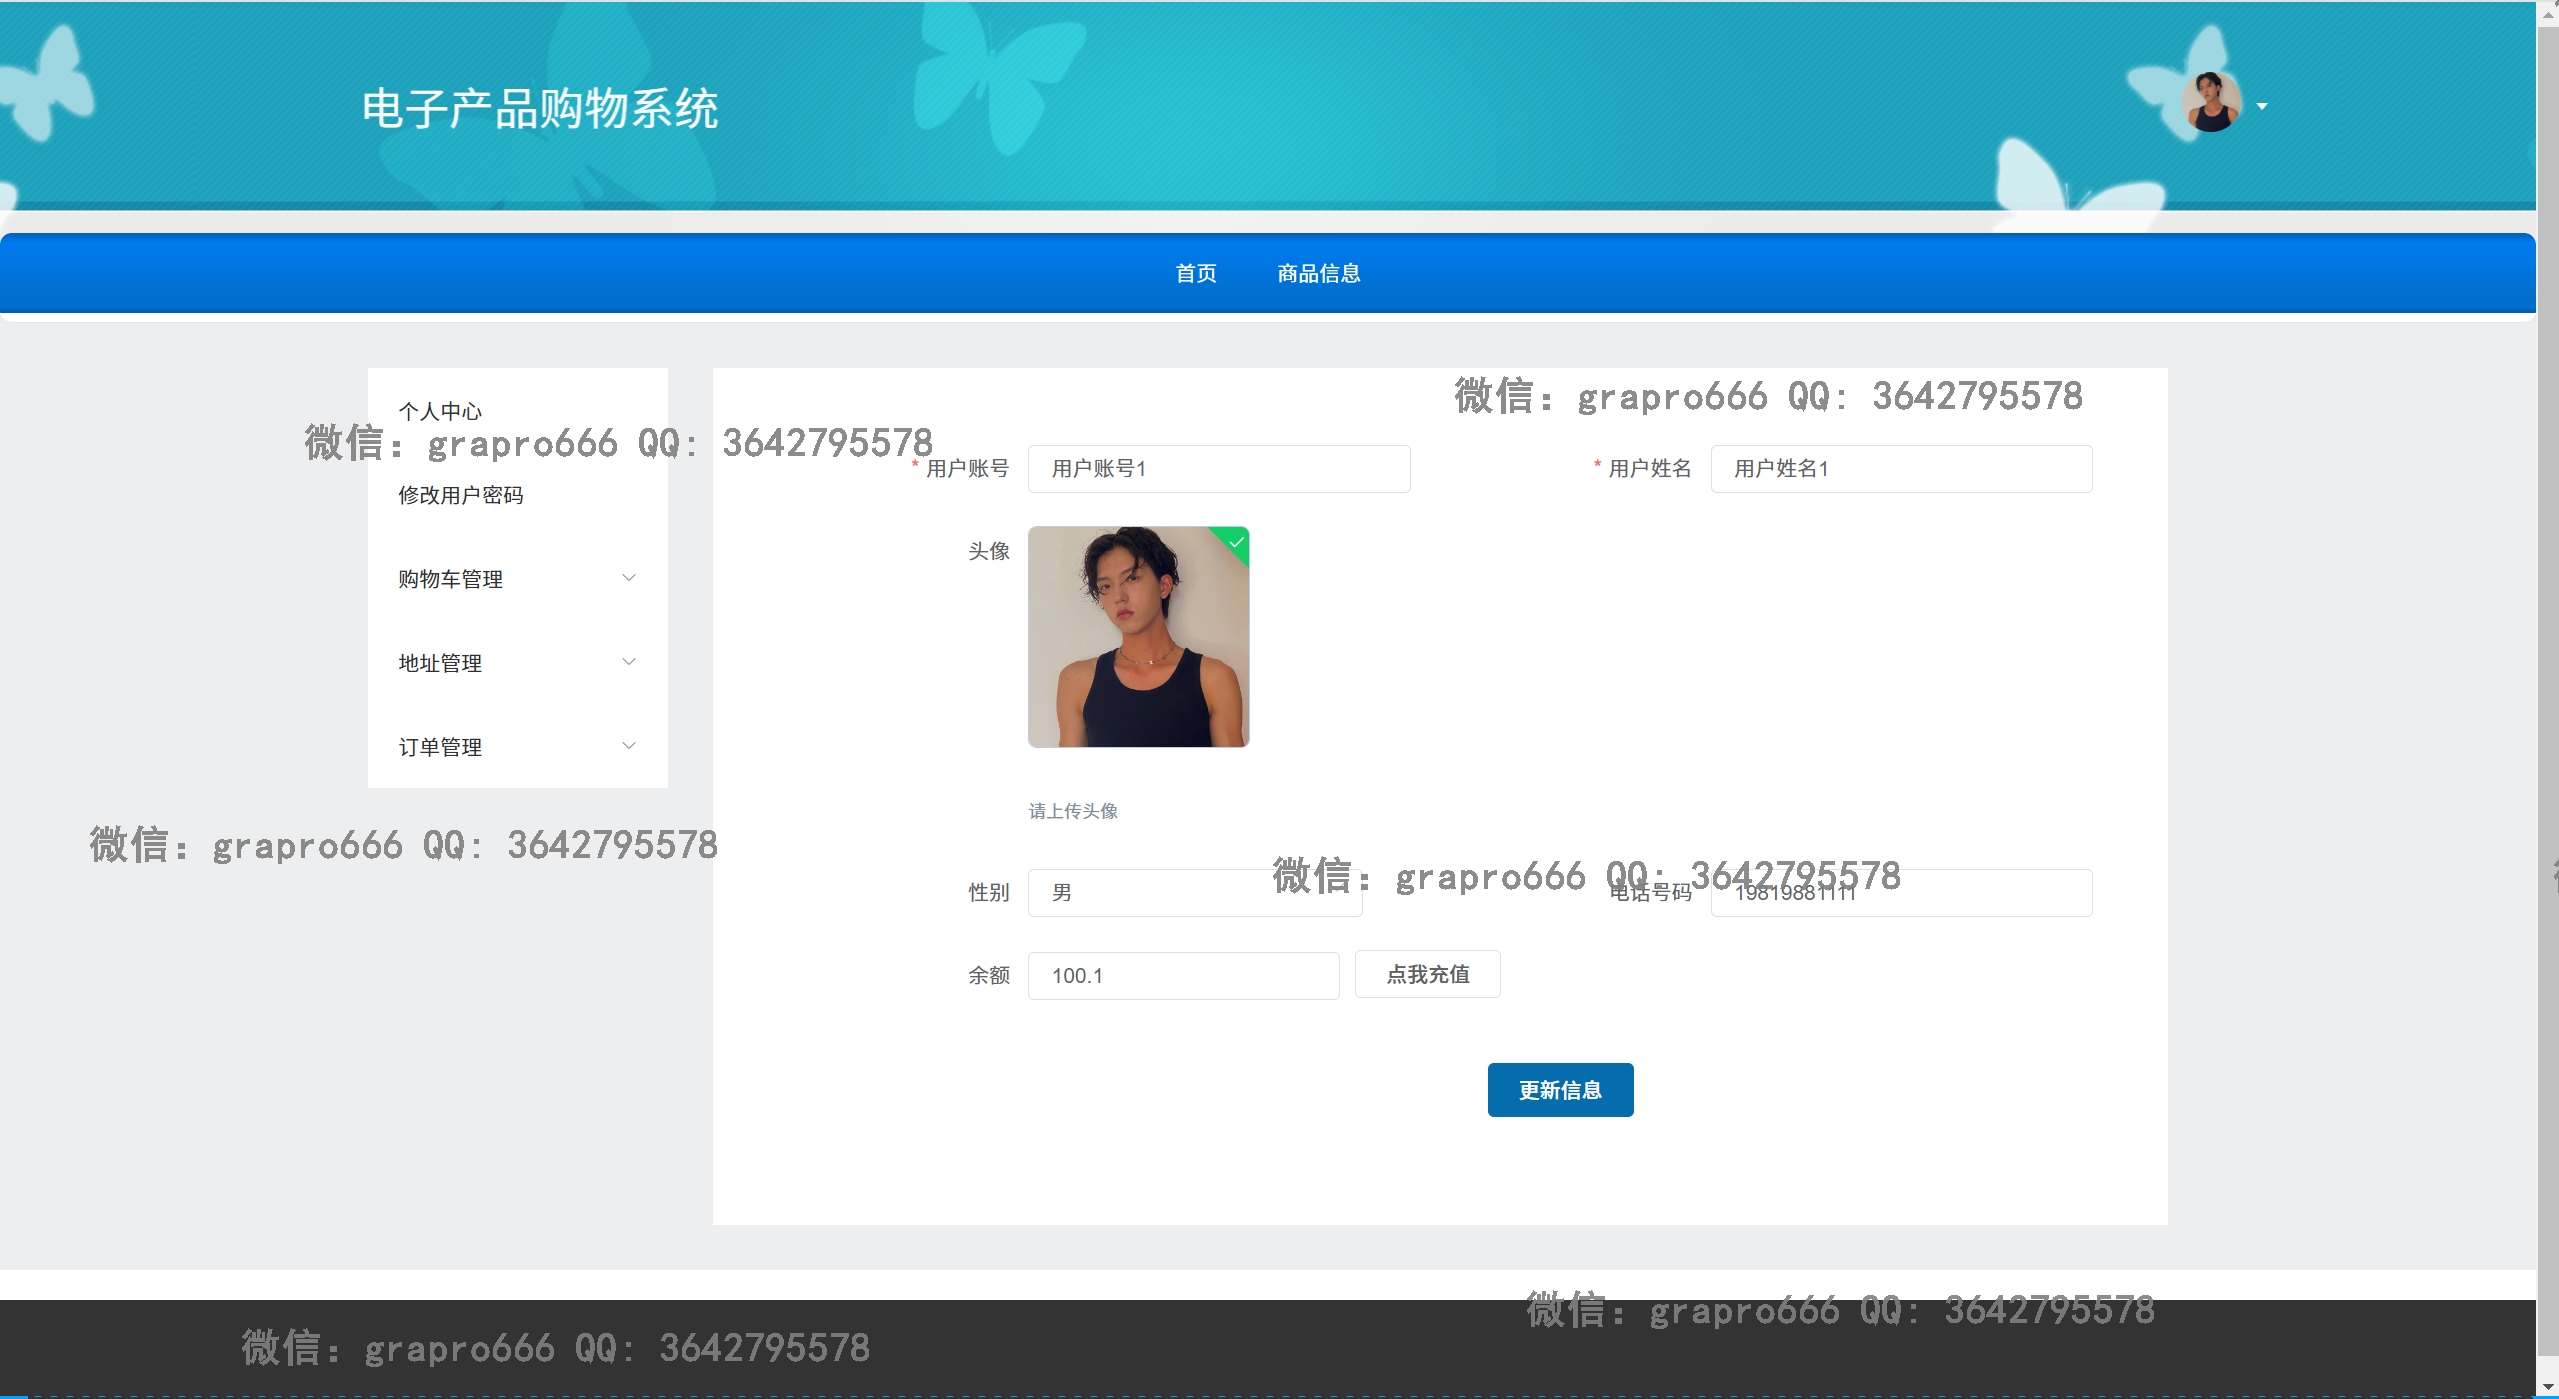 电子产品购物系统
首页 商品信息
微信：grapro666 QQ: 3642795578
个人中心
微信：grapro666 QQ: 3642795578
* 用户账号 用户账号1 * 用户姓名 用户姓名1
修改用户密码
头像
购物车管理
地址管理
订单管理
请上传头像
微信：grapro666 QQ: 3642795578
微信：grapro666 QQ: 3642795578
性别 男 电话号码 19819881111
余额 100.1 点我充值
更新信息
微信：grapro666 QQ: 3642795578
微信：grapro666 QQ: 3642795578